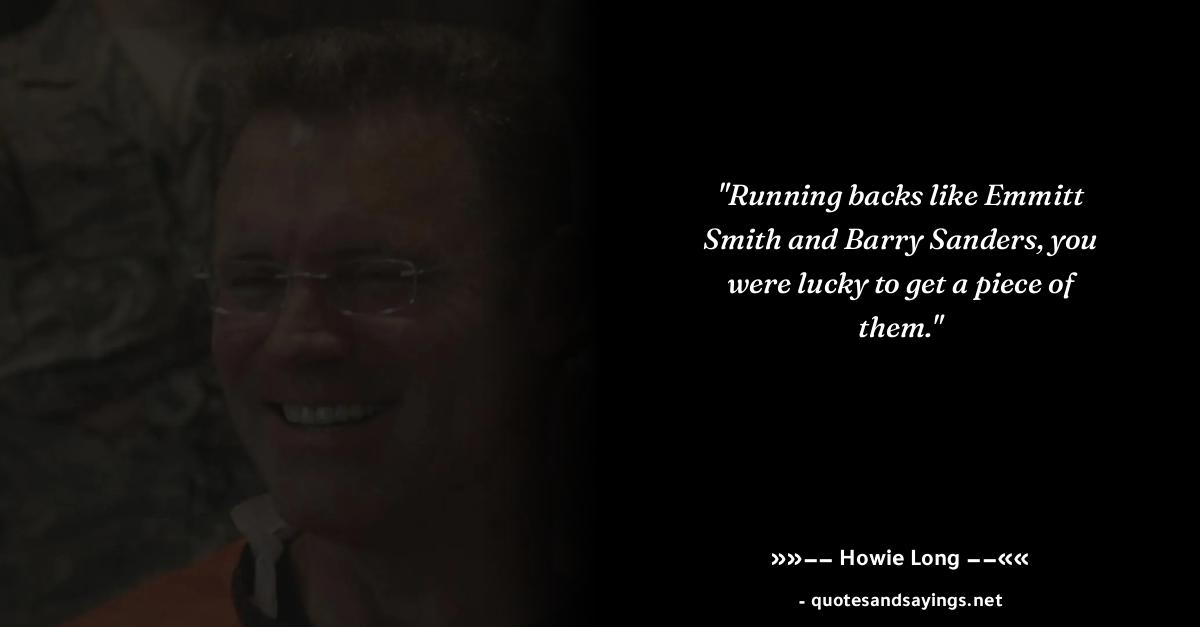 "Running backs like Emmitt
Smith and Barry Sanders, you
were lucky to get a piece of
them."
»»−− Howie Long −−««
- quotesandsayings.net